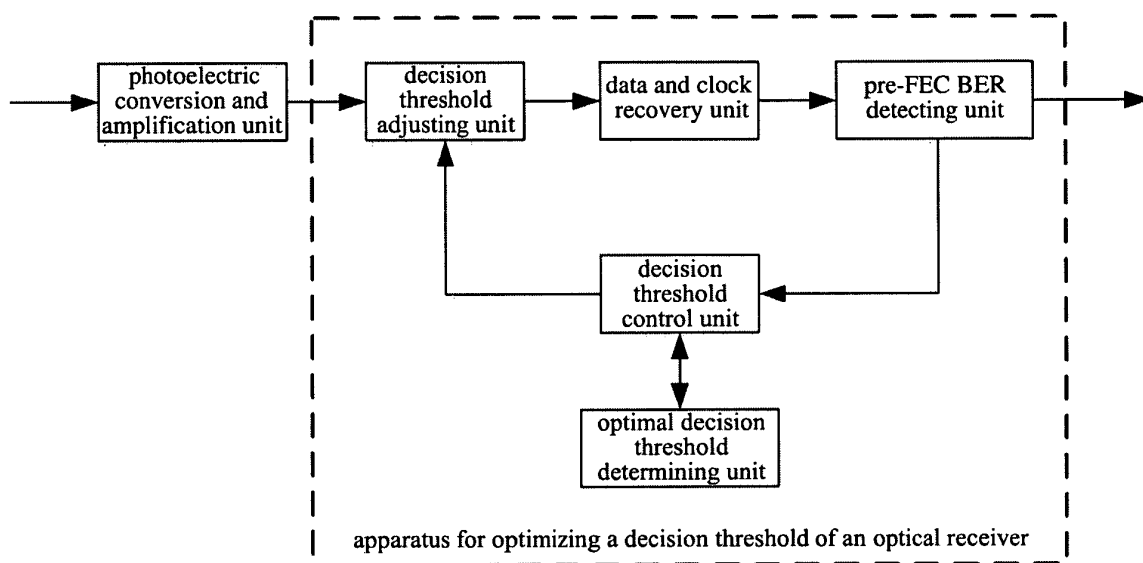 photoelectric
conversion and
amplification unit
decision
threshold
adjusting unit
data and clock
recovery unit
pre-FEC BER
detecting unit
decision
threshold
control unit
optimal decision
threshold
determining unit
apparatus for optimizing a decision threshold of an optical receiver